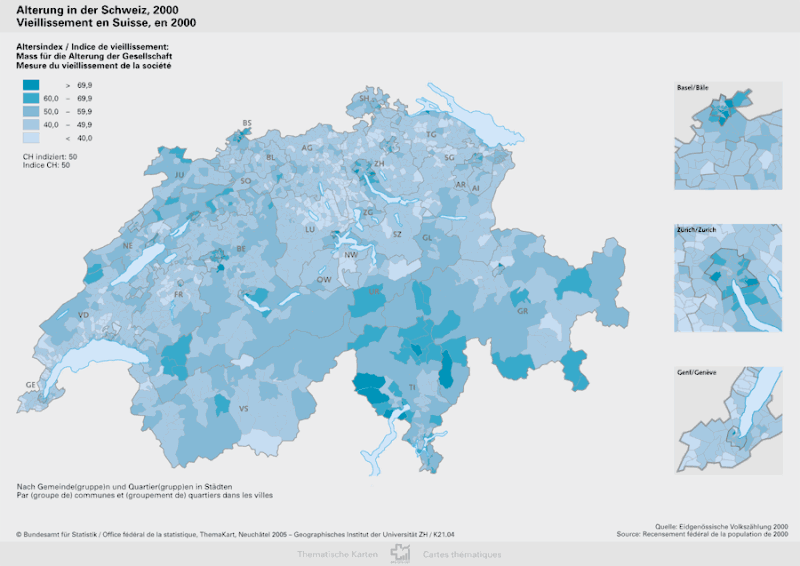 Alterung in der Schweiz, 2000
Vieillissement en Suisse, en 2000
Altersindex / Indice de vieillissement:
Mass für die Alterung der Gesellschaft
Mesure du vieillissement de la société
> 69,9
60,0 – 69,9
50,0 – 59,9
40,0 – 49,9
< 40,0
CH indiziert: 50
Indice CH: 50
SH
BS
TG
BL
AG
ZH
JU
SO
SG
AR
AI
ZG
LU
SZ
NE
BE
NW
GL
OW
FR
UR
GR
VD
GE
VS
TI
Basel/Bâle
Zürich/Zurich
Genf/Genève
Nach Gemeinde(gruppe)n und Quartier(grup)en in Städten
Par (groupe de) communes et (groupement de) quartiers dans les villes
Quelle: Eidgenössische Volkszählung 2000
Source: Recensement fédéral de la population de 2000
© Bundesamt für Statistik / Office fédéral de la statistique, ThemaKart, Neuchâtel 2005 – Geographisches Institut der Universität ZH / K21.04
Thematische Karten
Cartes thematiques